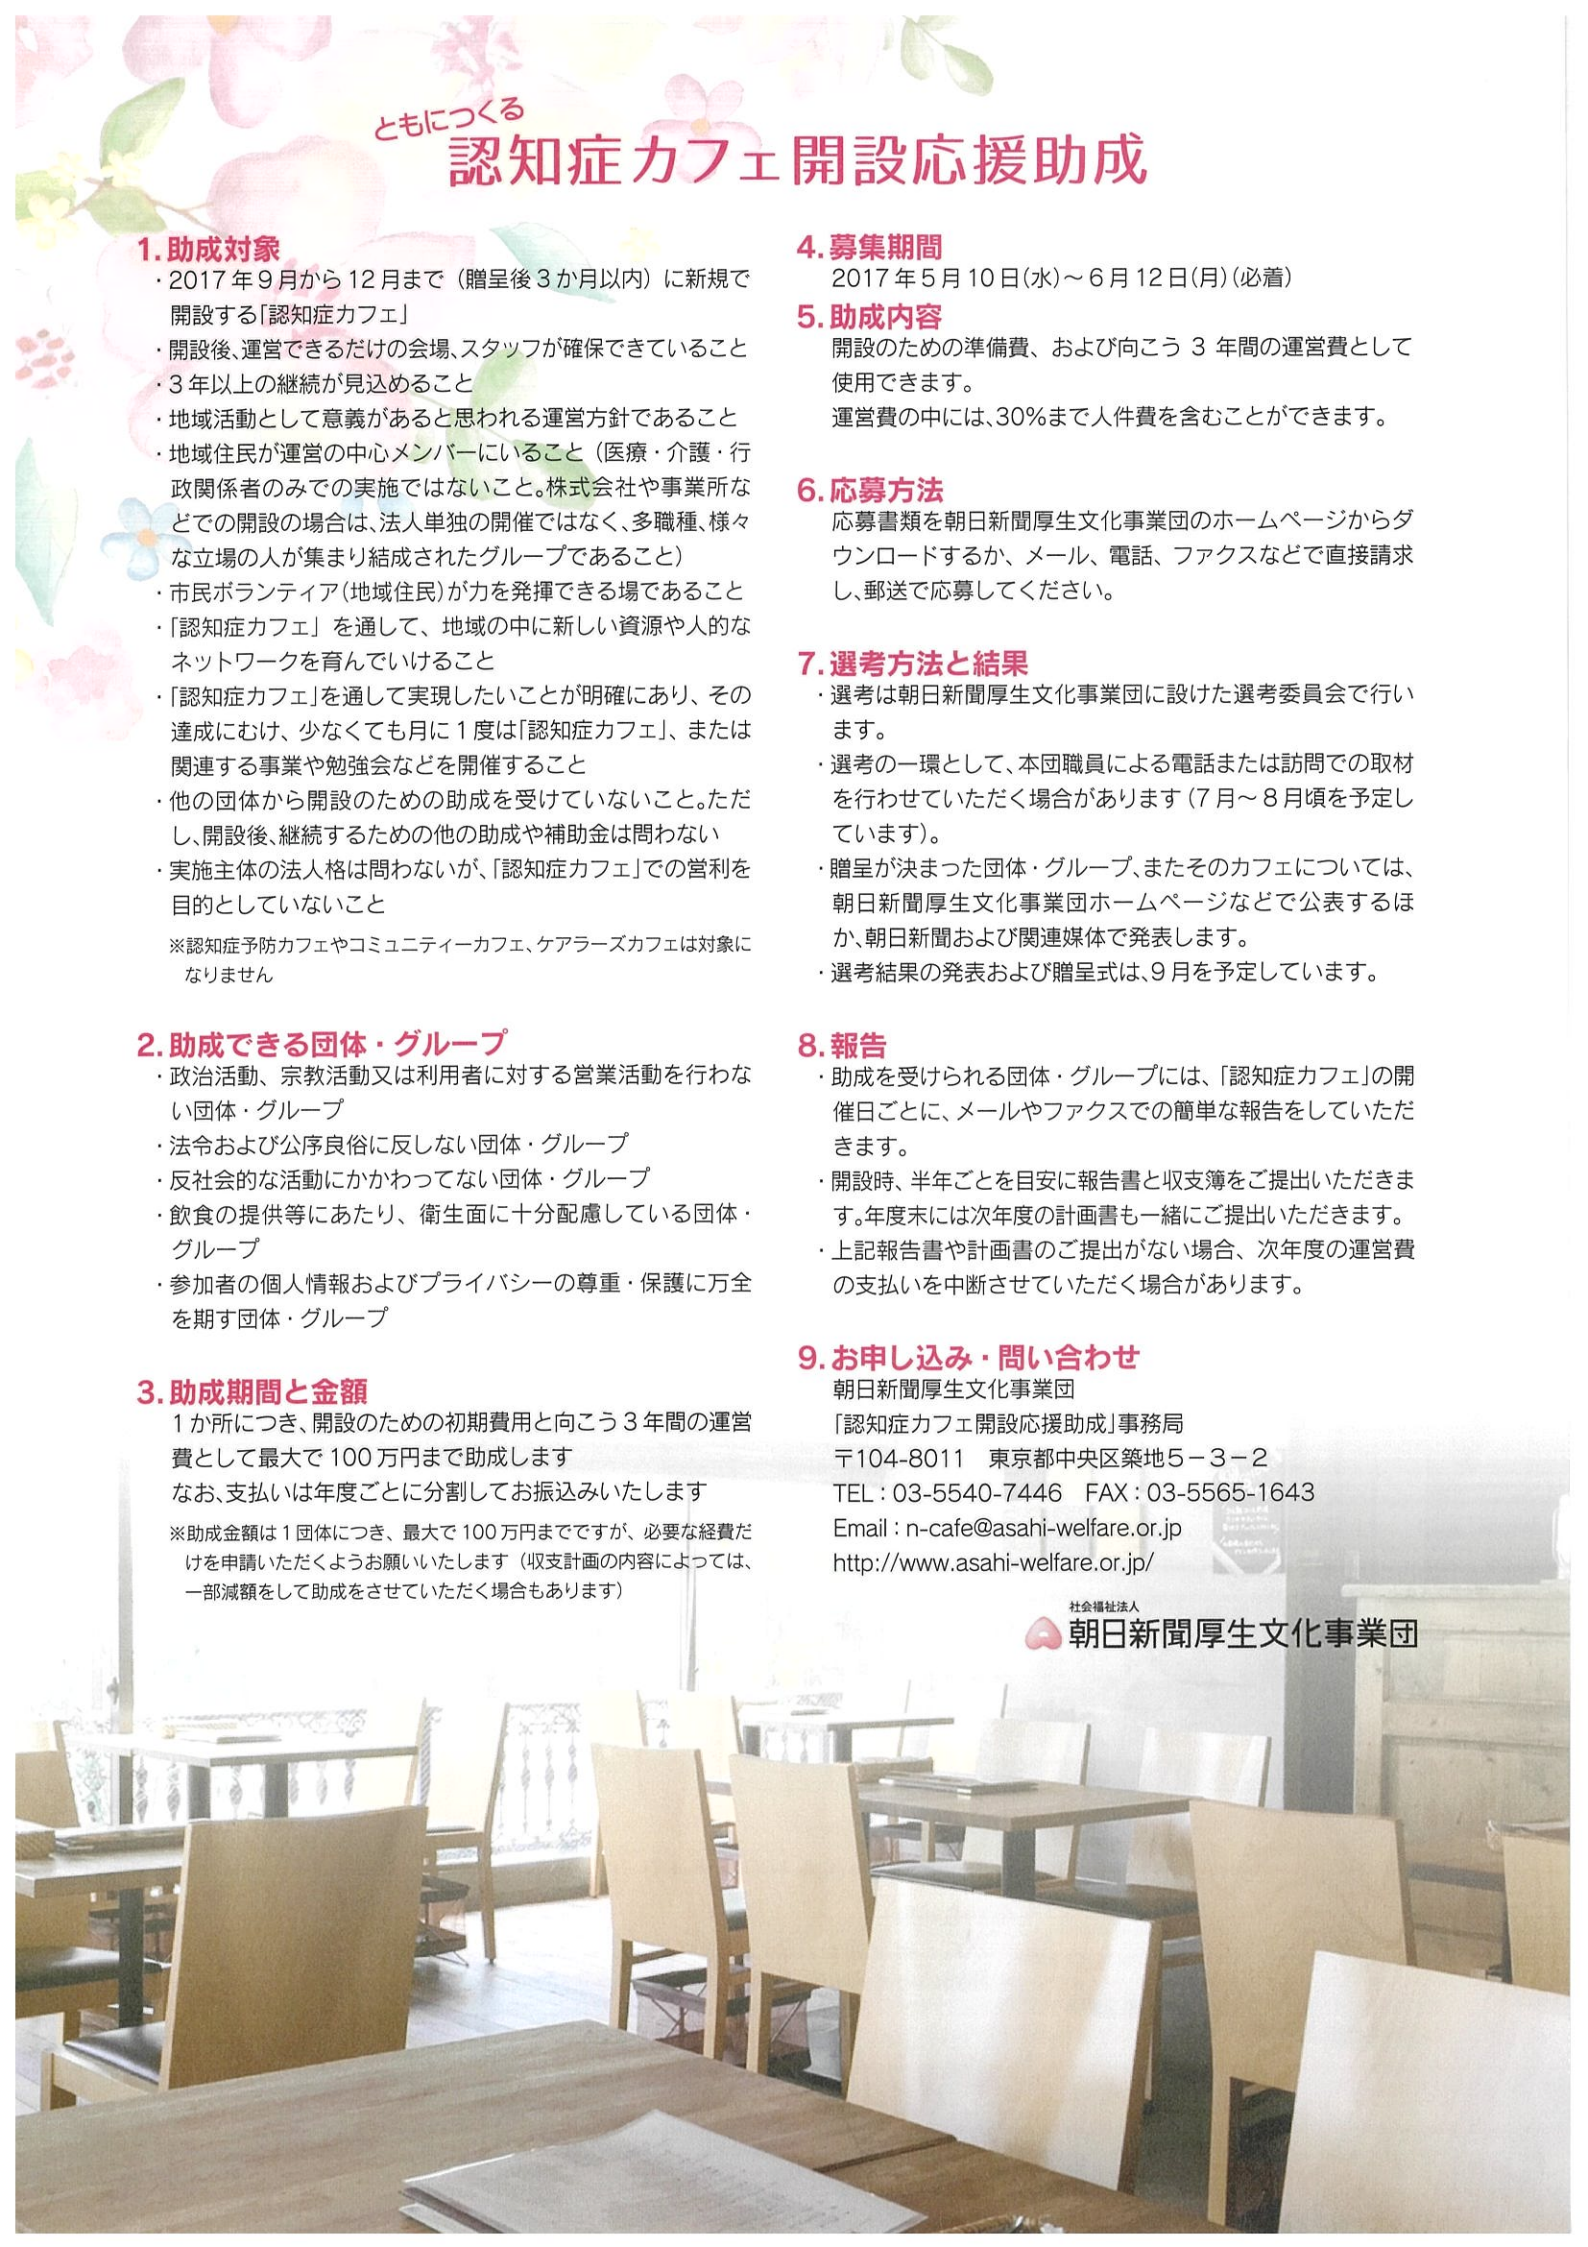 ともにつくる
認知症カフェ開設応援助成
1.助成対象
・2017年9月から12月まで（贈呈後3か月以内）に新規で
開設する「認知症カフェ」
・開設後、運営できるだけの会場、スタッフが確保できていること
・3年以上の継続が見込めること
・地域活動として意義があると思われる運営方針であること
・地域住民が運営の中心メンバーにいること（医療・介護・行
政関係者のみでの実施ではないこと。株式会社や事業所な
どでの開設の場合は、法人単独の開催ではなく、多職種、様々
な立場の人が集まり結成されたグループであること）
・市民ボランティア（地域住民）が力を発揮できる場であること
・「認知症カフェ」を通して、地域の中に新しい資源や人的な
ネットワークを育んでいけること
・「認知症カフェ」を通して実現したいことが明確にあり、その
達成にむけ、少なくても月に1度は「認知症カフェ」、または
関連する事業や勉強会などを開催すること
・他の団体から開設のための助成を受けていないこと。ただ
し、開設後、継続するための他の助成や補助金は問わない
・実施主体の法人格は問わないが、「認知症カフェ」での営利を
目的としていないこと
※認知症予防カフェやコミュニティーカフェ、ケアラーズカフェは対象に
なりません
2.助成できる団体・グループ
・政治活動、宗教活動又は利用者に対する営業活動を行わな
い団体・グループ
・法令および公序良俗に反しない団体・グループ
・反社会的な活動にかかわってない団体・グループ
・飲食の提供等にあたり、衛生面に十分配慮している団体・
グループ
・参加者の個人情報およびプライバシーの尊重・保護に万全
を期す団体・グループ
3.助成期間と金額
1か所につき、開設のための初期費用と向こう3年間の運営
費として最大で100万円まで助成します
なお、支払いは年度ごとに分割してお振込みいたします
※助成金額は1団体につき、最大で100万円までですが、必要な経費だ
けを申請いただくようお願いいたします（収支計画の内容によっては、
一部減額をして助成をさせていただく場合もあります）
4.募集期間
2017年5月10日(水)～6月12日(月)(必着)
5.助成内容
開設のための準備費、および向こう 3 年間の運営費として
使用できます。
運営費の中には、30%まで人件費を含むことができます。
6.応募方法
応募書類を朝日新聞厚生文化事業団のホームページからダ
ウンロードするか、メール、電話、ファクスなどで直接請求
し、郵送で応募してください。
7.選考方法と結果
・選考は朝日新聞厚生文化事業団に設けた選考委員会で行い
ます。
・選考の一環として、本団職員による電話または訪問での取材
を行わせていただく場合があります（7月～8月頃を予定し
ています）。
・贈呈が決まった団体・グループ、またそのカフェについては、
朝日新聞厚生文化事業団ホームページなどで公表するほ
か、朝日新聞および関連媒体で発表します。
・選考結果の発表および贈呈式は、9月を予定しています。
8.報告
・助成を受けられる団体・グループには、「認知症カフェ」の開
催日ごとに、メールやファクスでの簡単な報告をしていただ
きます。
・開設時、半年ごとを目安に報告書と収支簿をご提出いただきま
す。年度末には次年度の計画書も一緒にご提出いただきます。
・上記報告書や計画書のご提出がない場合、次年度の運営費
の支払いを中断させていただく場合があります。
9.お申し込み・問い合わせ
朝日新聞厚生文化事業団
「認知症カフェ開設応援助成」事務局
〒104-8011　東京都中央区築地5－3－2
TEL：03-5540-7446　FAX：03-5565-1643
Email：n-cafe@asahi-welfare.or.jp
http://www.asahi-welfare.or.jp/
社会福祉法人
朝日新聞厚生文化事業団